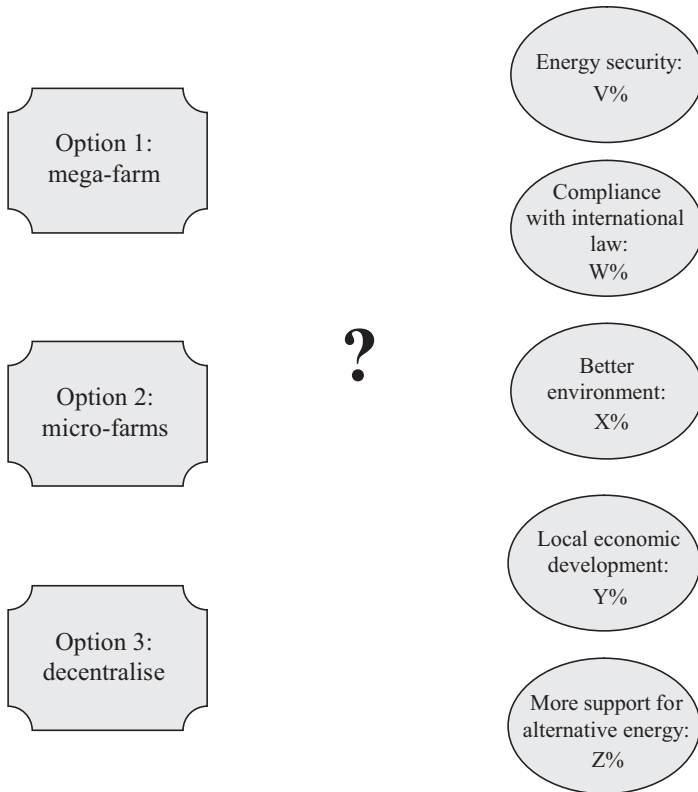 Option 1:
mega-farm
Option 2:
micro-farms
Option 3:
decentralise
?
Energy security:
V%
Compliance
with international
law:
W%
Better
environment:
X%
Local economic
development:
Y%
More support for
alternative energy:
Z%